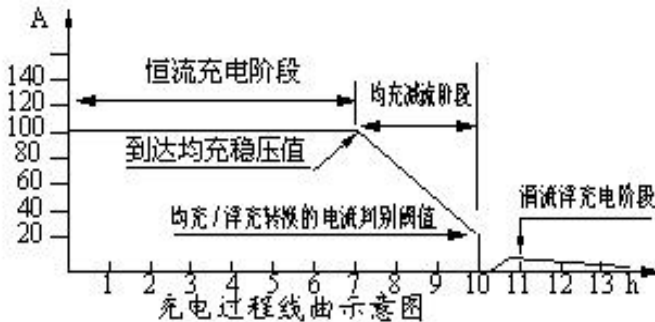 A
140
120
100
80
60
40
20
恒流充电阶段
均充减流阶段
到达均充稳压值
均充/浮充转换的电流判别阈值
涓流浮充电阶段
1 2 3 4 5 6 7 8 9 10 11 12 13 h
充电过程线曲示意图